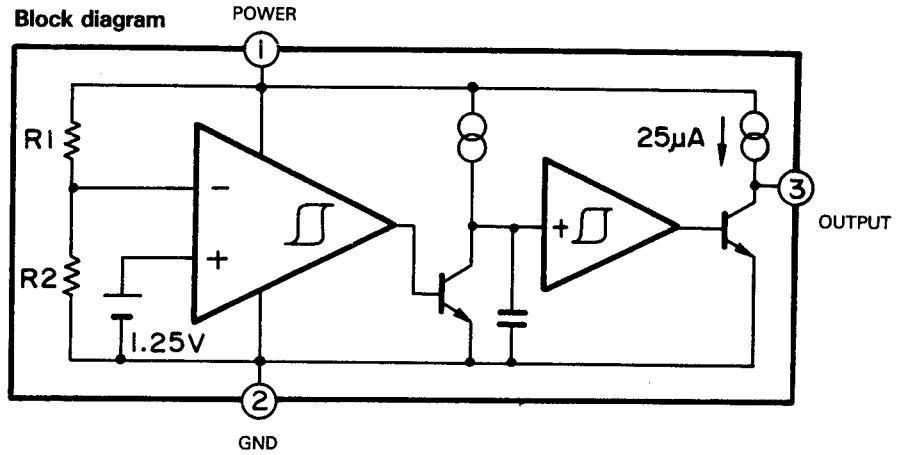 Block diagram
POWER
1
R1
25μA
−
3
OUTPUT
+
+
R2
1.25V
2
GND